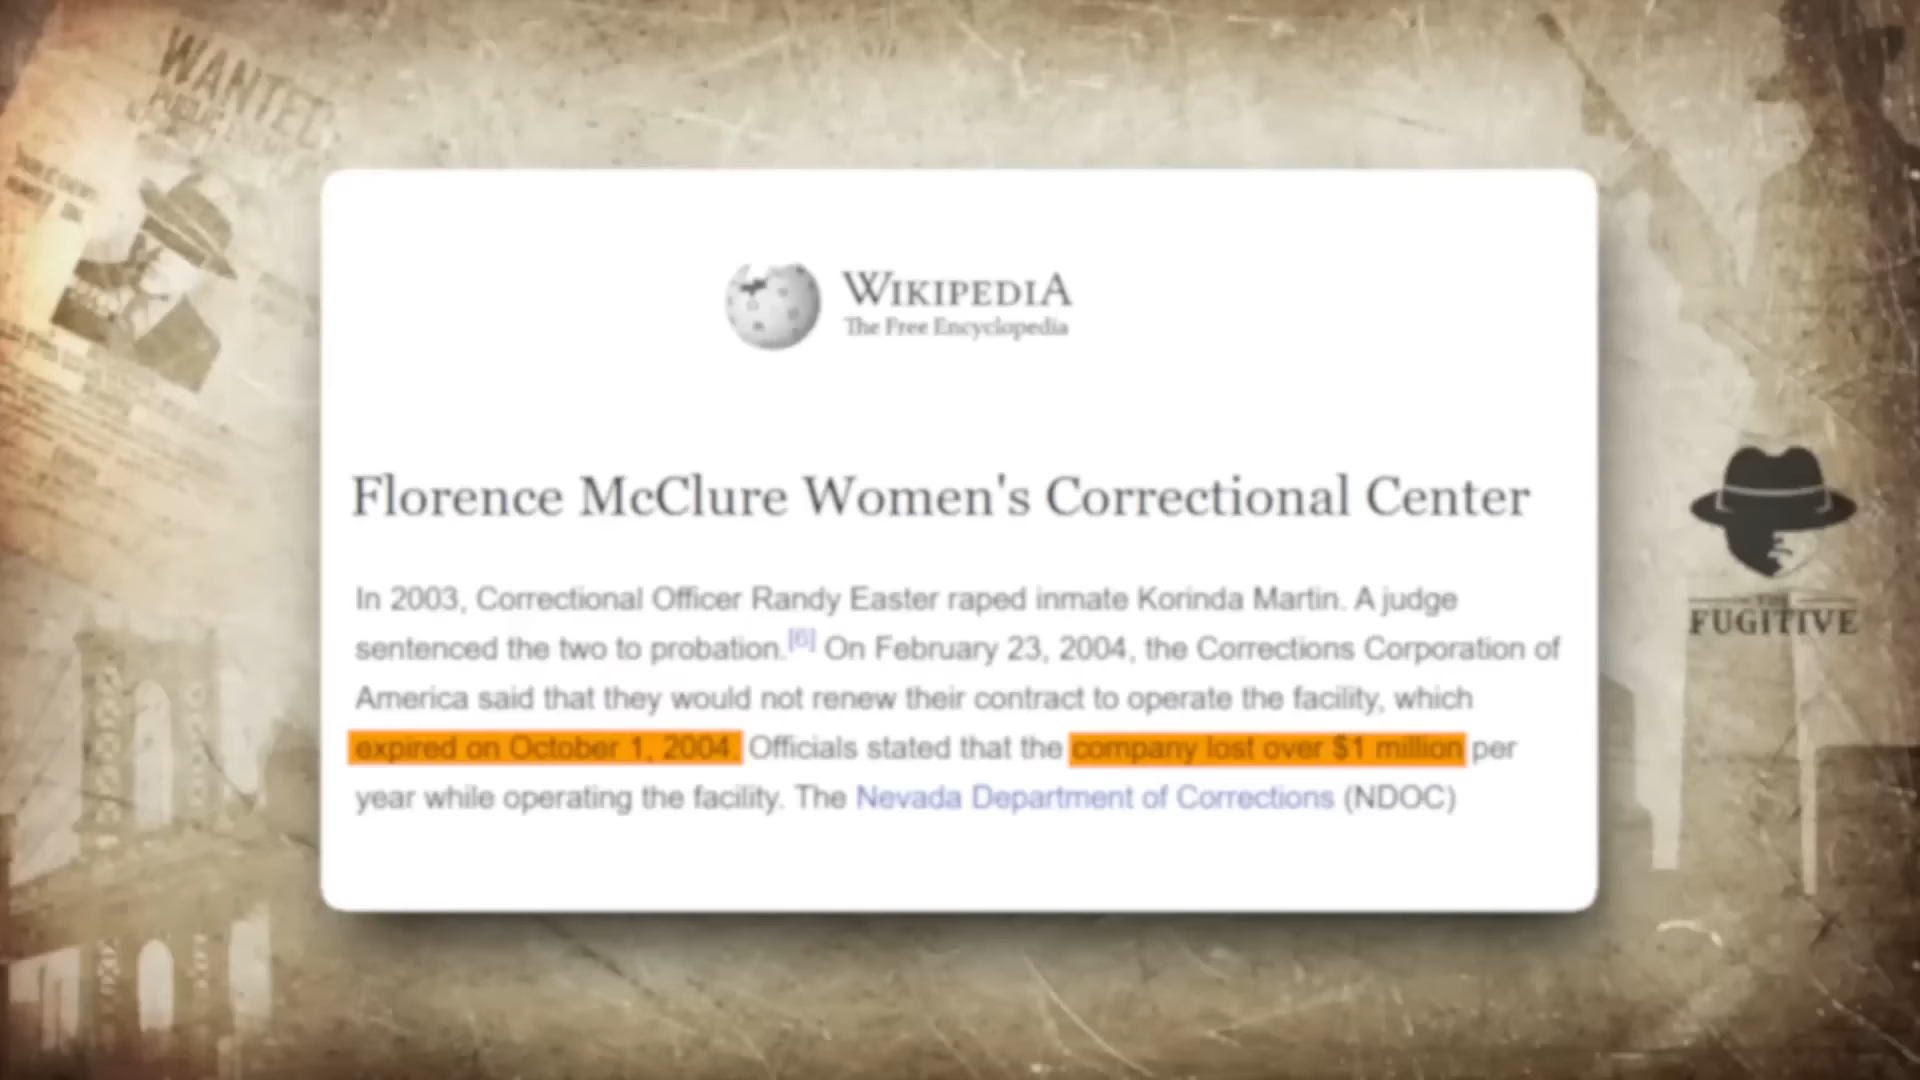 WANTED
WIKIPEDIA
The Free Encyclopedia
Florence McClure Women's Correctional Center
In 2003, Correctional Officer Randy Easter raped inmate Korinda Martin. A judge
sentenced the two to probation.[6] On February 23, 2004, the Corrections Corporation of
America said that they would not renew their contract to operate the facility, which
expired on October 1, 2004. Officials stated that the company lost over $1 million per
year while operating the facility. The Nevada Department of Corrections (NDOC)
THE
FUGITIVE